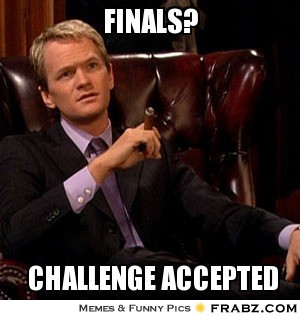 FINALS?
CHALLENGE ACCEPTED
MEMES & FUNNY PICS FRABZ.COM